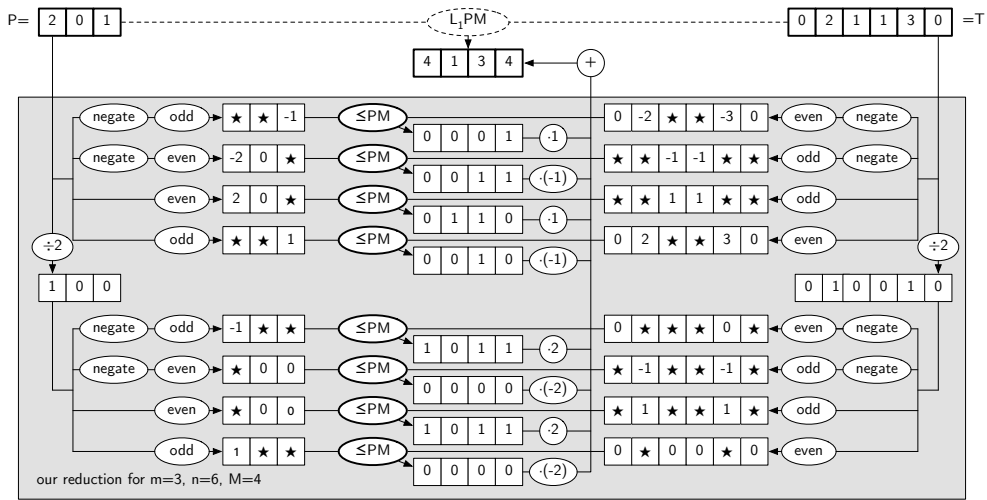 P= 2 0 1 L₁PM 0 2 1 1 3 0 =T
4 1 3 4 +
negate odd ★ ★ -1 ≤PM 0 -2 ★ ★ -3 0 even negate
0 0 0 1 ·1
negate even -2 0 ★ ≤PM ★ ★ -1 -1 ★ ★ odd negate
0 0 1 1 ·(-1)
even 2 0 ★ ≤PM ★ ★ 1 1 ★ ★ odd
0 1 1 0 ·1
odd ★ ★ 1 ≤PM 0 2 ★ ★ 3 0 even
÷2 ÷2
0 0 1 0 ·(-1)
1 0 0 0 1 0 0 1 0
negate odd -1 ★ ★ ≤PM 0 ★ ★ ★ 0 ★ even negate
1 0 1 1 ·2
negate even ★ 0 0 ≤PM ★ -1 ★ ★ -1 ★ odd negate
0 0 0 0 ·(-2)
even ★ 0 0 ≤PM ★ 1 ★ ★ 1 ★ odd
1 0 1 1 ·2
odd 1 ★ ★ ≤PM 0 ★ 0 0 ★ 0 even
0 0 0 0 ·(-2)
our reduction for m=3, n=6, M=4